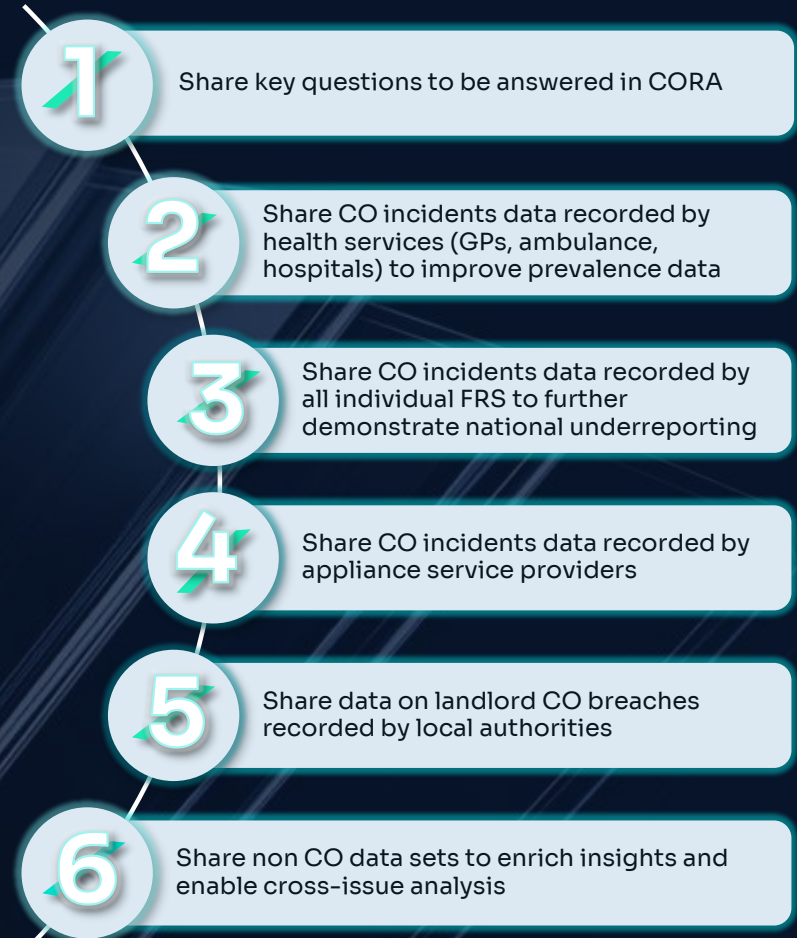 1
Share key questions to be answered in CORA
2
Share CO incidents data recorded by
health services (GPs, ambulance,
hospitals) to improve prevalence data
3
Share CO incidents data recorded by
all individual FRS to further
demonstrate national underreporting
4
Share CO incidents data recorded by
appliance service providers
5
Share data on landlord CO breaches
recorded by local authorities
6
Share non CO data sets to enrich insights and
enable cross-issue analysis